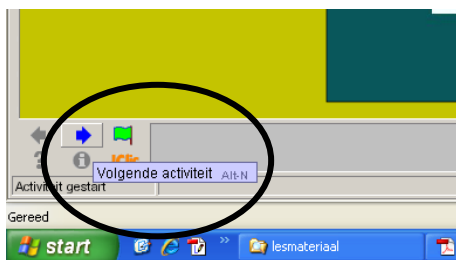 Volgende activiteit Alt-N
Activiteit gestart
Gereed
start
lesmateriaal